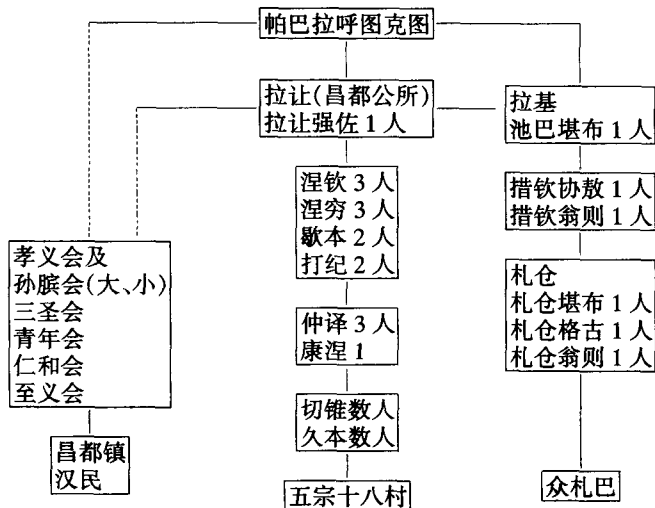 帕巴拉呼图克图
拉让(昌都公所)
拉让强佐1人
拉基
池巴堪布1人
涅钦3人
涅穷3人
歇本2人
打纪2人
措钦协敖1人
措钦翁则1人
孝义会及
孙膑会(大、小)
三圣会
青年会
仁和会
至义会
札仓
札仓堪布1人
札仓格古1人
札仓翁则1人
仲译3人
康涅1
切锥数人
久本数人
昌都镇
汉民
五宗十八村
众札巴